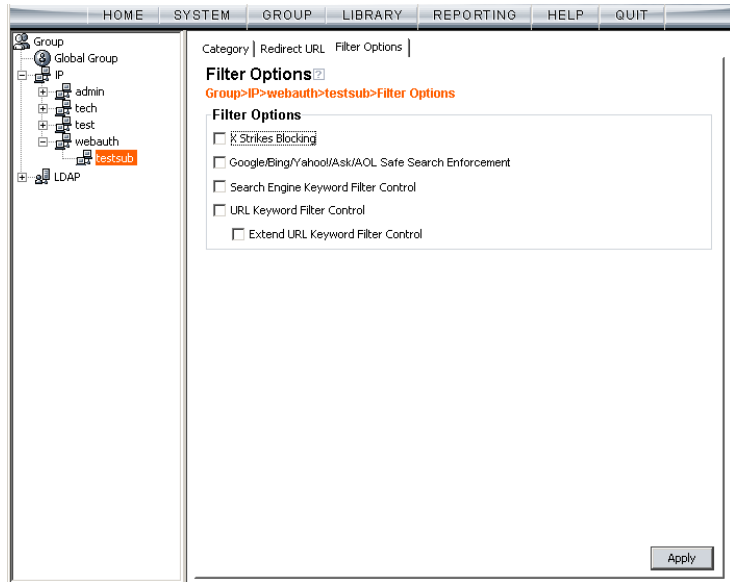 HOME SYSTEM GROUP LIBRARY REPORTING HELP QUIT
Group
Global Group
IP
admin
tech
test
webauth
testsub
LDAP
Category Redirect URL Filter Options
Filter Options ?
Group>IP>webauth>testsub>Filter Options
Filter Options
X Strikes Blocking
Google/Bing/Yahoo!/Ask/AOL Safe Search Enforcement
Search Engine Keyword Filter Control
URL Keyword Filter Control
Extend URL Keyword Filter Control
Apply